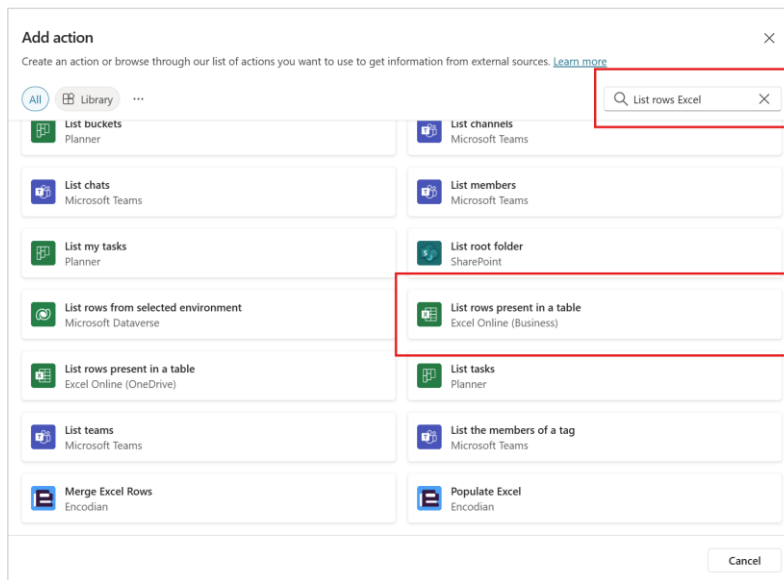 Add action
Create an action or browse through our list of actions you want to use to get information from external sources. Learn more
All
Library
List rows Excel
List buckets
Planner
List channels
Microsoft Teams
List chats
Microsoft Teams
List members
Microsoft Teams
List my tasks
Planner
List root folder
SharePoint
List rows from selected environment
Microsoft Dataverse
List rows present in a table
Excel Online (Business)
List rows present in a table
Excel Online (OneDrive)
List tasks
Planner
List teams
Microsoft Teams
List the members of a tag
Microsoft Teams
Merge Excel Rows
Encodian
Populate Excel
Encodian
Cancel